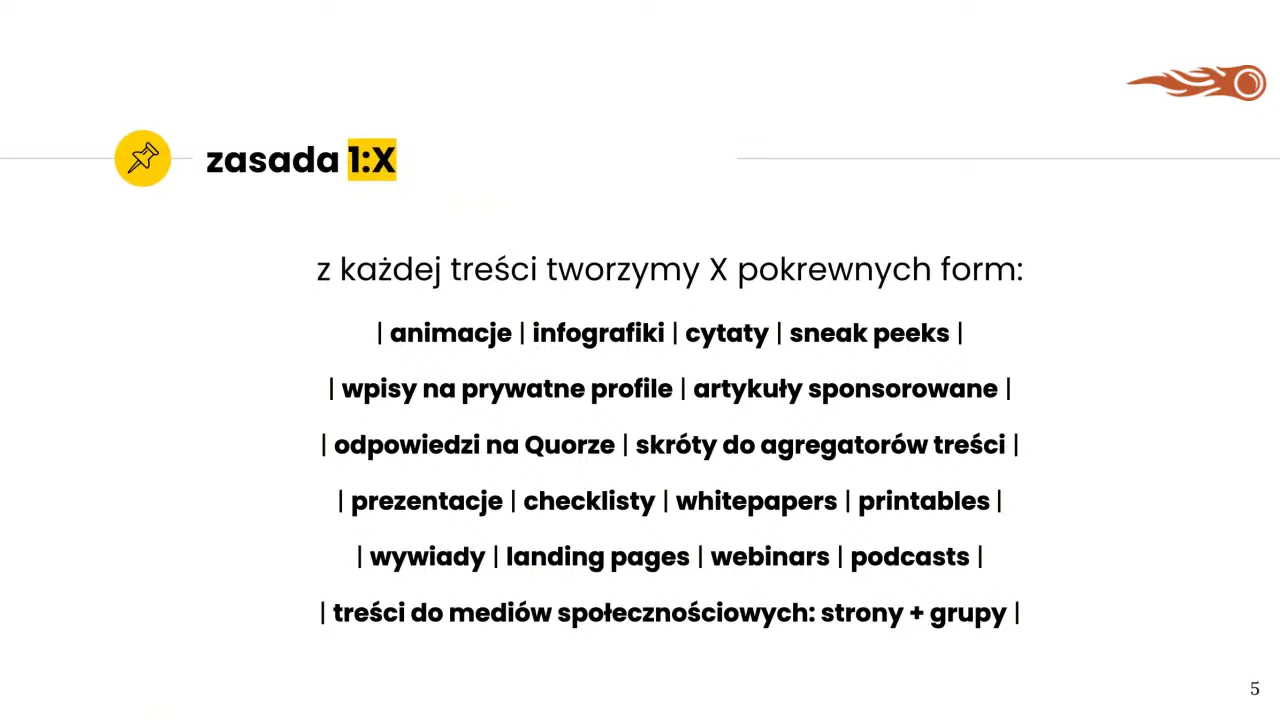 zasada 1:X
z każdej treści tworzymy X pokrewnych form:
| animacje | infografiki | cytaty | sneak peeks |
| wpisy na prywatne profile | artykuły sponsorowane |
| odpowiedzi na Quorze | skróty do agregatorów treści |
| prezentacje | checklisty | whitepapers | printables |
| wywiady | landing pages | webinars | podcasts |
| treści do mediów społecznościowych: strony + grupy |
5